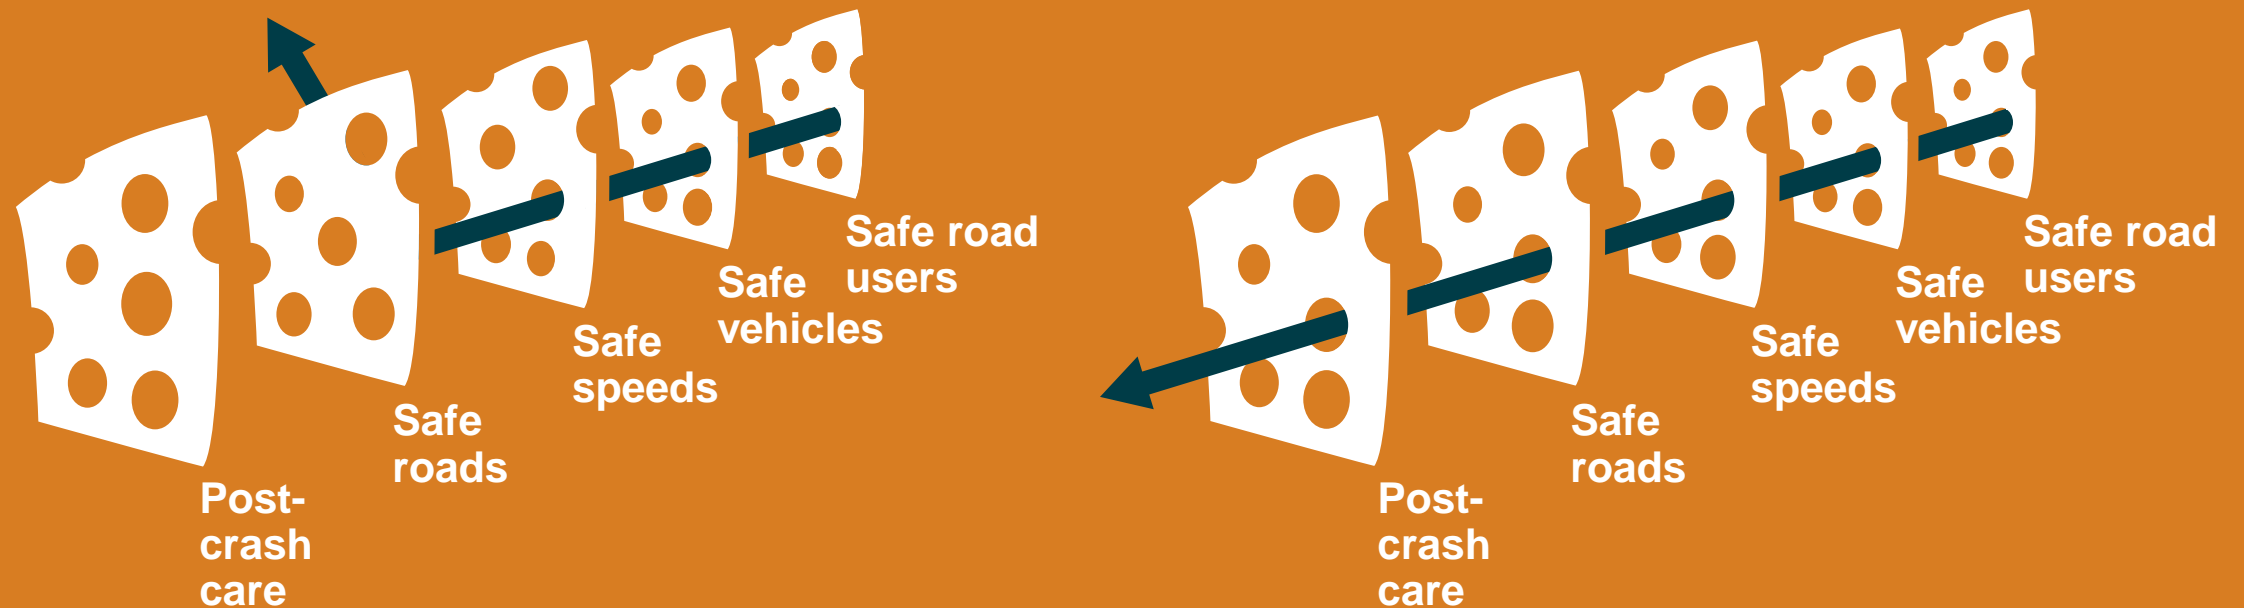 Safe road
users
Safe
vehicles
Safe
speeds
Safe
roads
Post-
crash
care
Safe road
users
Safe
vehicles
Safe
speeds
Safe
roads
Post-
crash
care